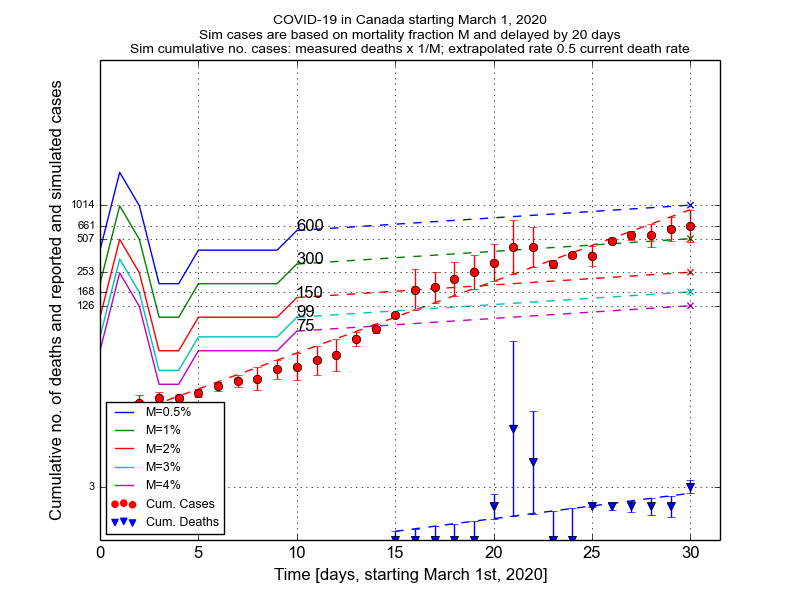 COVID-19 in Canada starting March 1, 2020
Sim cases are based on mortality fraction M and delayed by 20 days
Sim cumulative no. of cases: measured deaths x 1/M; extrapolated rate 0.5 current death rate
Cumulative no. of deaths and reported and simulated cases
1014
661
507
253
168
126
3
600
300
150
99
75
M=0.5%
M=1%
M=2%
M=3%
M=4%
Cum. Cases
Cum. Deaths
0 5 10 15 20 25 30
Time [days, starting March 1st, 2020]